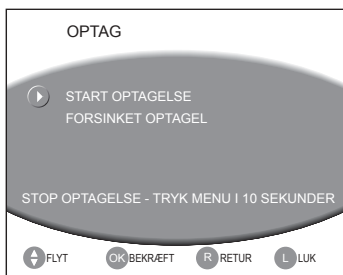 OPTAG
START OPTAGELSE
FORSINKET OPTAGEL
STOP OPTAGELSE - TRYK MENU I 10 SEKUNDER
FLYT OK BEKRÆFT R RETUR L LUK